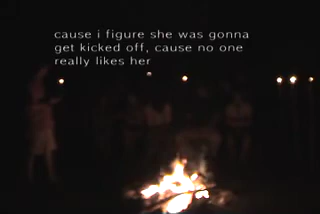 cause i figure she was gonna
get kicked off, cause no one
really likes her